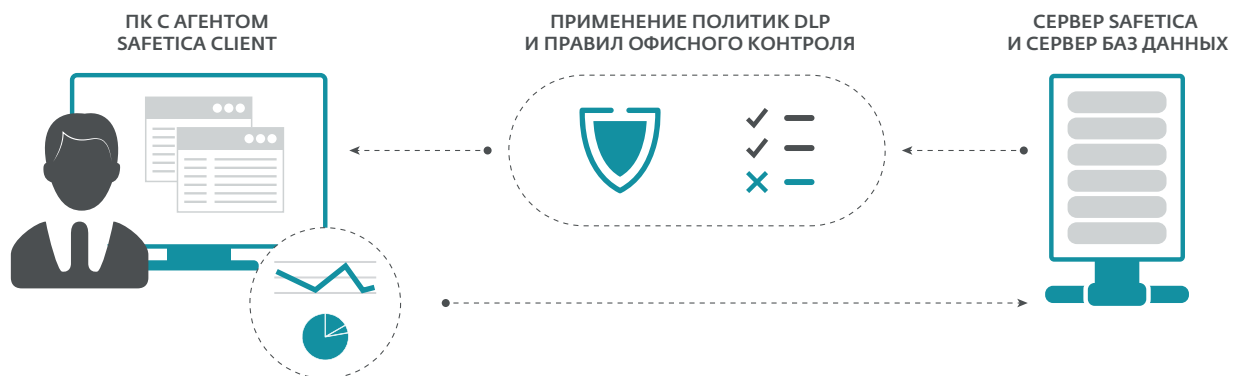 ПК С АГЕНТОМ
SAFETICA CLIENT
ПРИМЕНЕНИЕ ПОЛИТИК DLP
И ПРАВИЛ ОФИСНОГО КОНТРОЛЯ
СЕРВЕР SAFETICA
И СЕРВЕР БАЗ ДАННЫХ